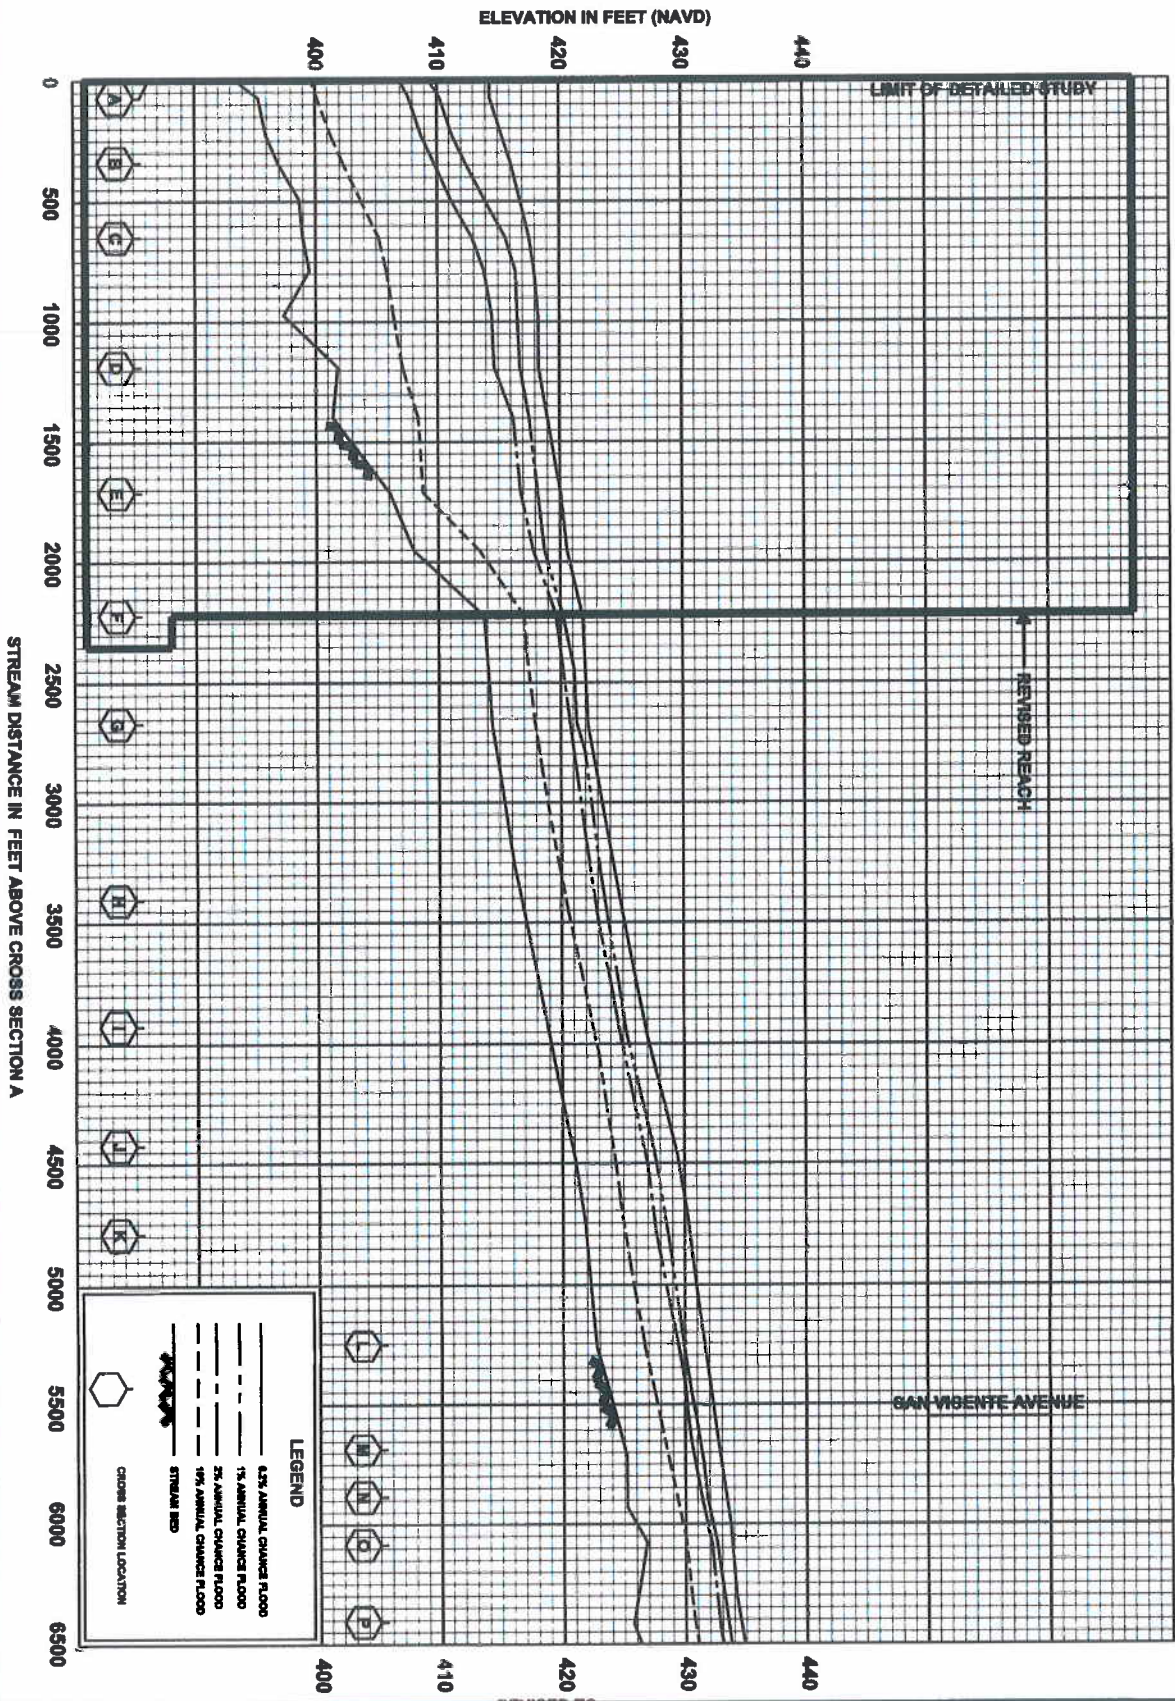 ELEVATION IN FEET (NAVD)
400
410
420
430
440
LIMIT OF DETAILED STUDY
REVISED REACH
SAN VISENTE AVENUE
400
410
420
430
440
A
B
C
D
E
F
G
H
I
J
K
L
M
N
O
P
0
500
1000
1500
2000
2500
3000
3500
4000
4500
5000
5500
6000
6500
STREAM DISTANCE IN FEET ABOVE CROSS SECTION A
LEGEND
0.2% ANNUAL CHANCE FLOOD
1% ANNUAL CHANCE FLOOD
2% ANNUAL CHANCE FLOOD
10% ANNUAL CHANCE FLOOD
STREAM BED
CROSS SECTION LOCATION